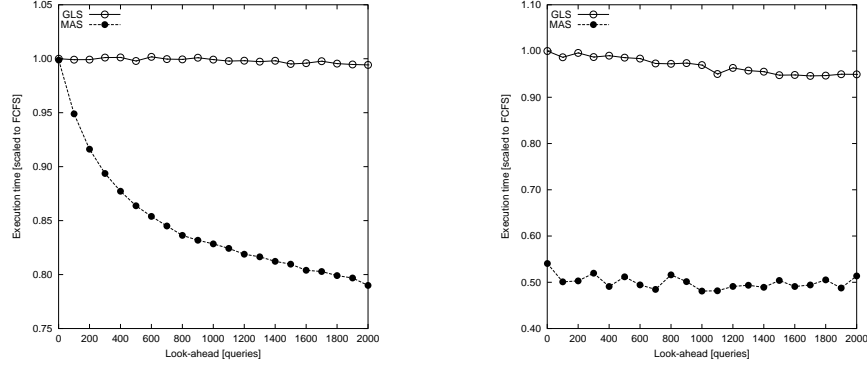 GLS
MAS
1.05
1.00
0.95
0.90
0.85
0.80
0.75
Execution time [scaled to FCFS]
0 200 400 600 800 1000 1200 1400 1600 1800 2000
Look-ahead [queries]
GLS
MAS
1.10
1.00
0.90
0.80
0.70
0.60
0.50
0.40
Execution time [scaled to FCFS]
0 200 400 600 800 1000 1200 1400 1600 1800 2000
Look-ahead [queries]